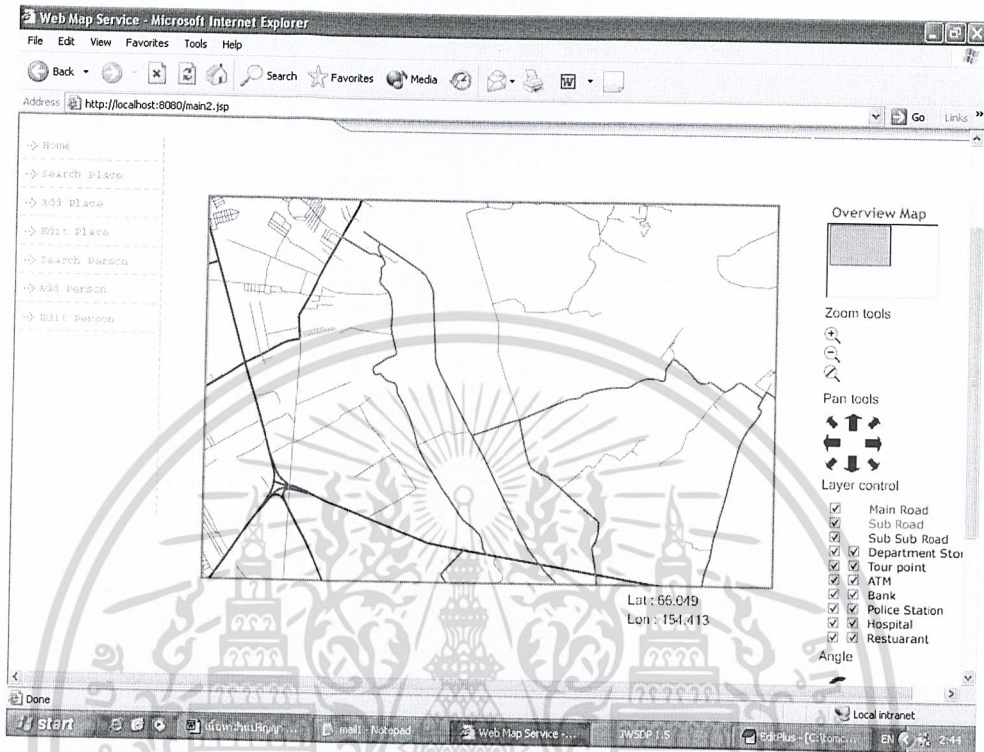 Web Map Service - Microsoft Internet Explorer
File Edit View Favorites Tools Help
Back Search Favorites Media
Address http://localhost:8080/main2.jsp Go Links »
Home
Search Place
Add Place
Edit Place
Search Person
Add Person
Edit Person
Overview Map
Zoom tools
Pan tools
Layer control
Main Road
Sub Road
Sub Sub Road
Department Stor
Tour point
ATM
Bank
Police Station
Hospital
Restuarant
Angle
Lat : 66.049
Lon : 154.413
Done
Local intranet
start
mail1 - Notepad
Web Map Service -...
JWSDP 1.5
EditPlus - [C:\tomc...
EN 2:44